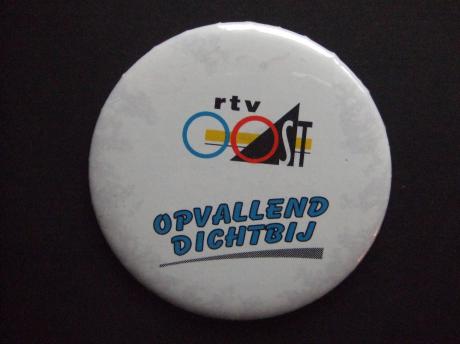 rtv
OOST
OPVALLEND
DICHTBIJ